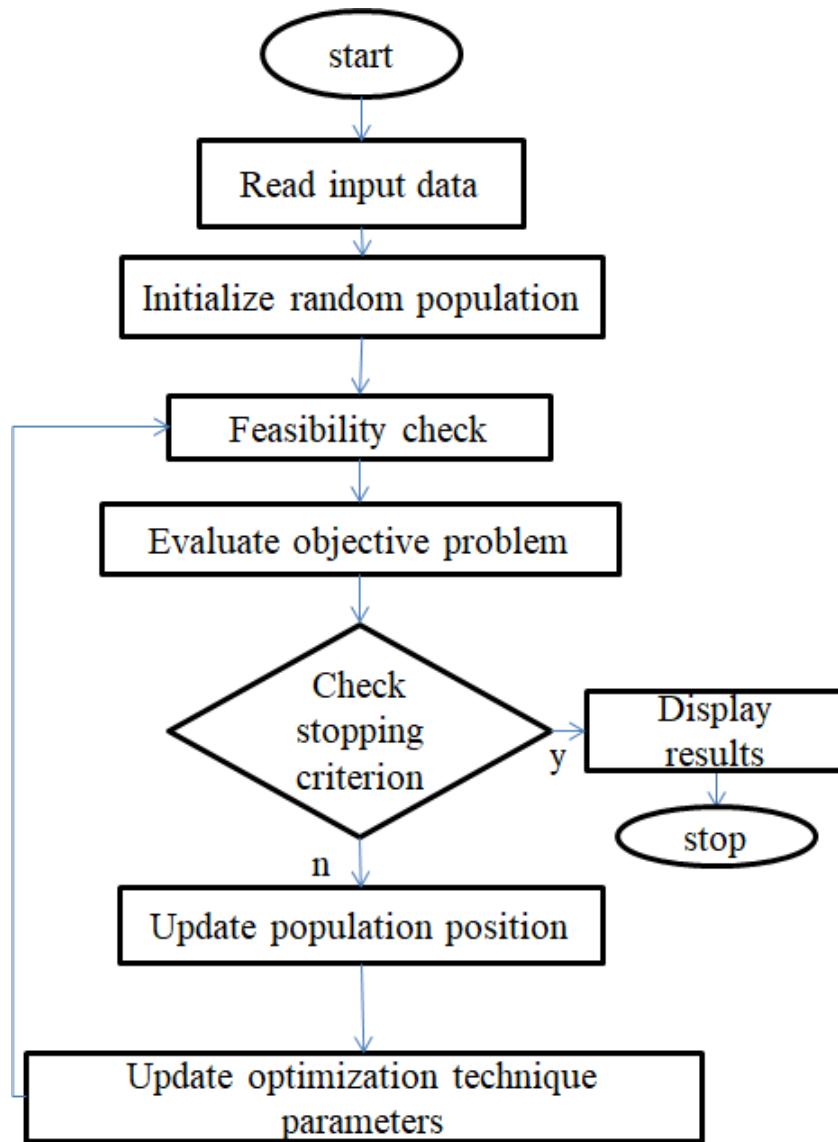 start
Read input data
Initialize random population
Feasibility check
Evaluate objective problem
Check
stopping
criterion
y
Display
results
stop
n
Update population position
Update optimization technique
parameters